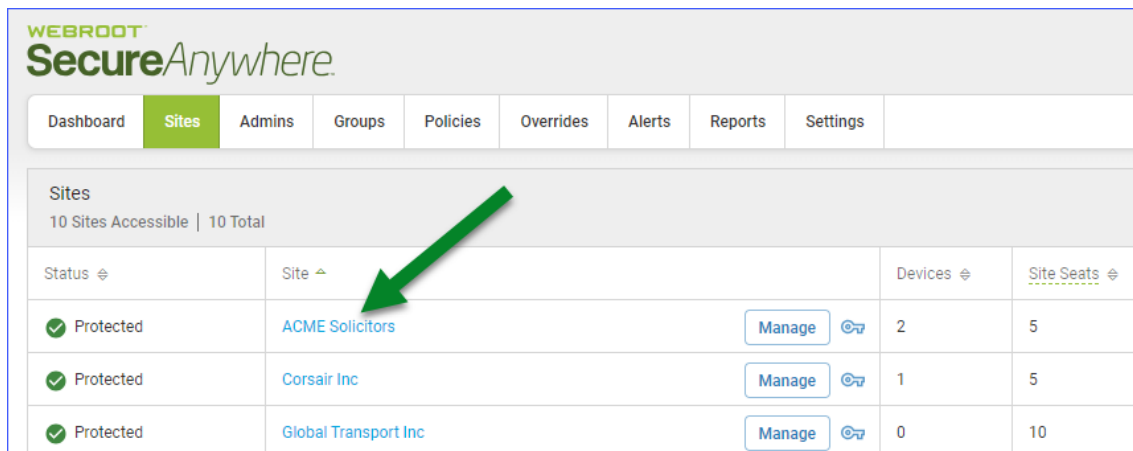 WEBROOT
SecureAnywhere.
Dashboard Sites Admins Groups Policies Overrides Alerts Reports Settings
Sites
10 Sites Accessible | 10 Total
Status Site Devices Site Seats
Protected ACME Solicitors Manage 2 5
Protected Corsair Inc Manage 1 5
Protected Global Transport Inc Manage 0 10